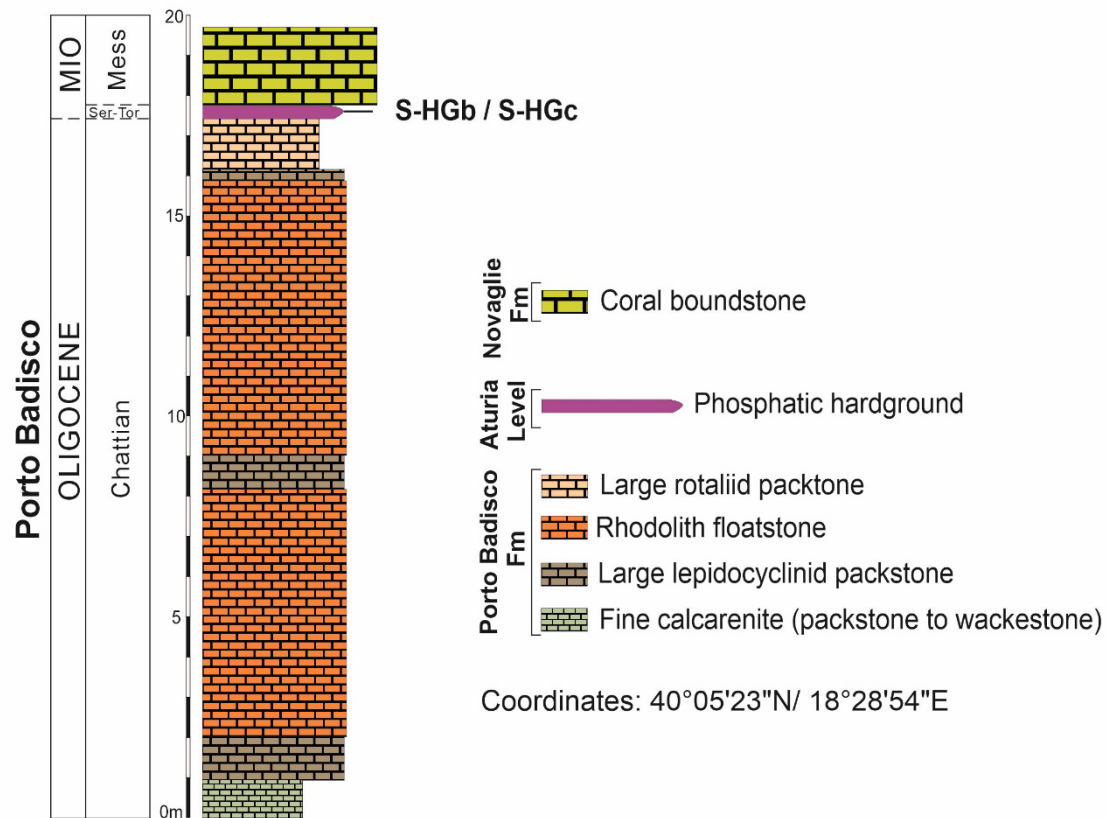 Porto Badisco
OLIGOCENE
MIO
Chattian
Ser-Tor
Mess
20
15
10
5
0m
S-HGb / S-HGc
Novaglie
Fm
Coral boundstone
Aturia
Level
Phosphatic hardground
Porto Badisco
Fm
Large rotaliid packtone
Rhodolith floatstone
Large lepidocyclinid packstone
Fine calcarenite (packstone to wackestone)
Coordinates: 40°05'23"N/ 18°28'54"E